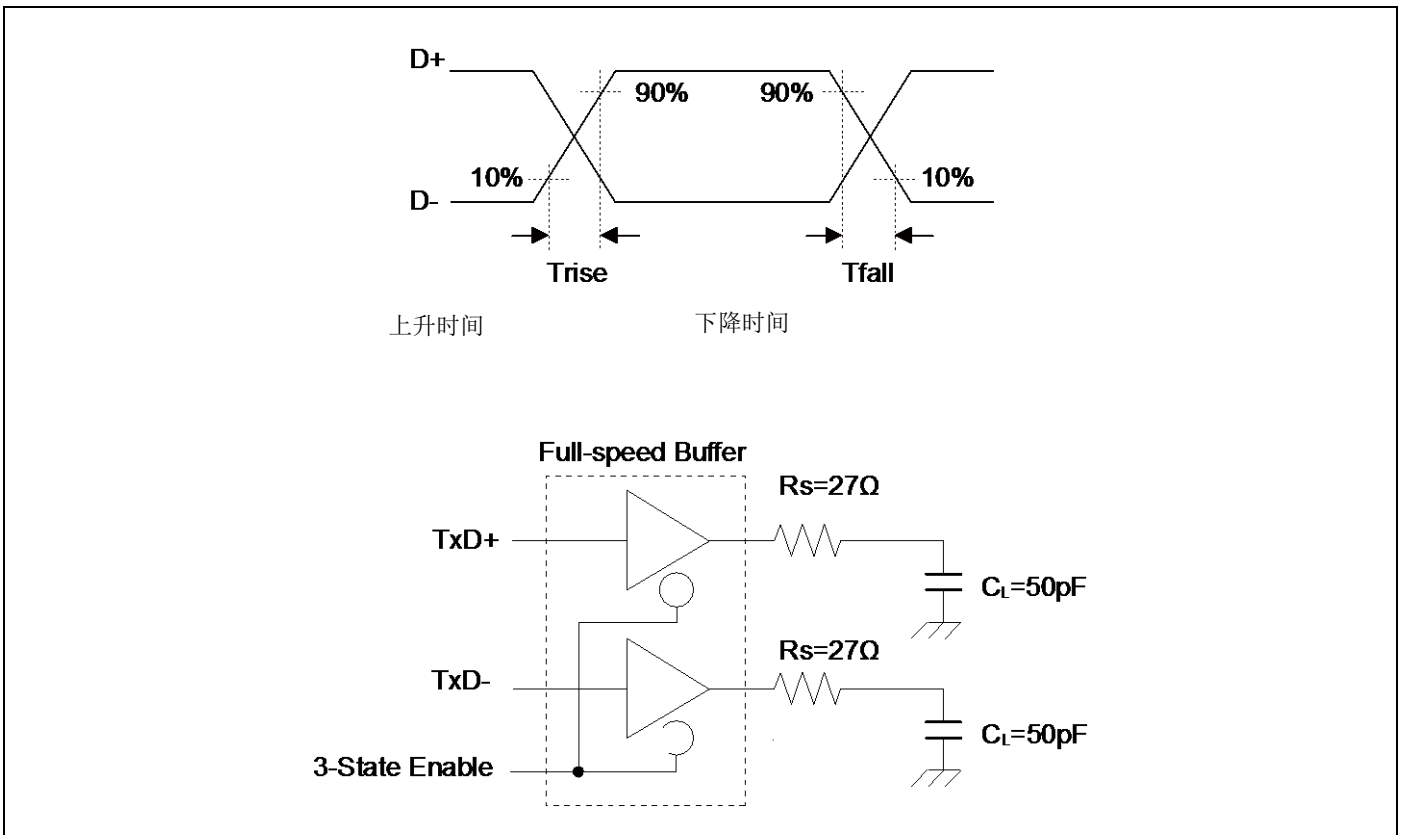 D+
90% 90%
10% 10%
D-
Trise Tfall
上升时间 下降时间
Full-speed Buffer
Rs=27Ω
TxD+
CL=50pF
Rs=27Ω
TxD-
CL=50pF
3-State Enable